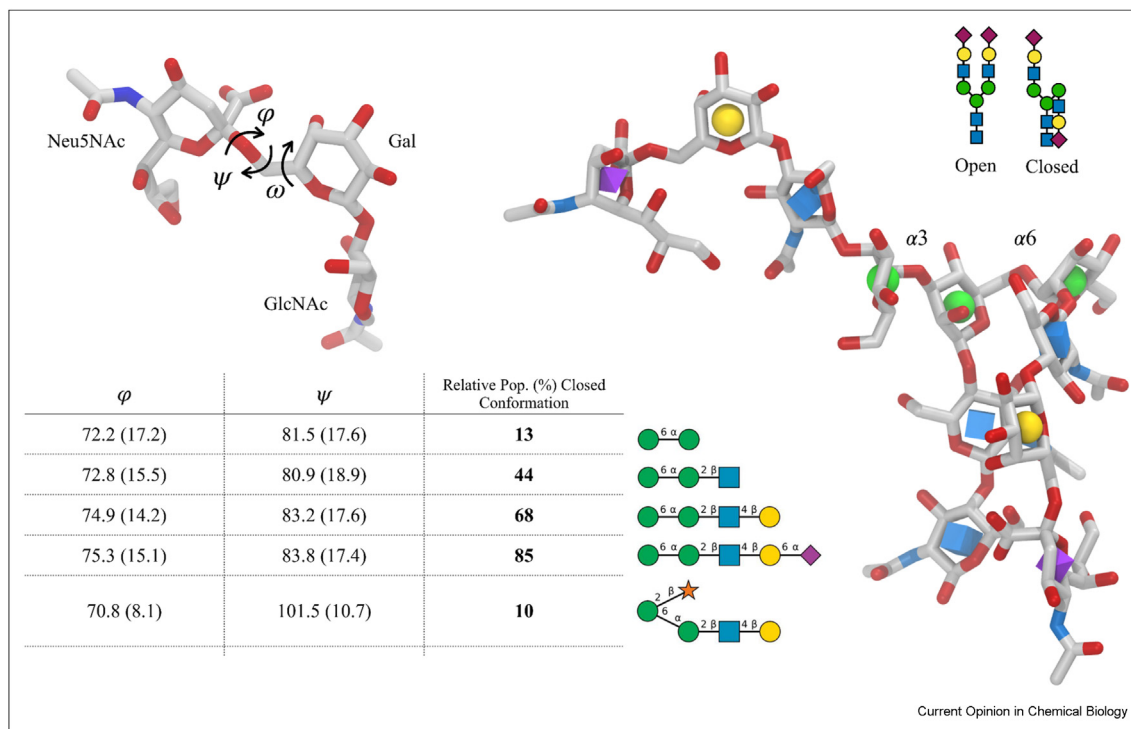 Neu5NAc
φ
ψ
ω
Gal
GlcNAc
Open
Closed
α3
α6
φ
ψ
Relative Pop. (%) Closed
Conformation
72.2 (17.2)
81.5 (17.6)
13
6 α
72.8 (15.5)
80.9 (18.9)
44
6 α 2 β
74.9 (14.2)
83.2 (17.6)
68
6 α 2 β 4 β
75.3 (15.1)
83.8 (17.4)
85
6 α 2 β 4 β 6 α
70.8 (8.1)
101.5 (10.7)
10
2 β
6 α 2 β 4 β
Current Opinion in Chemical Biology